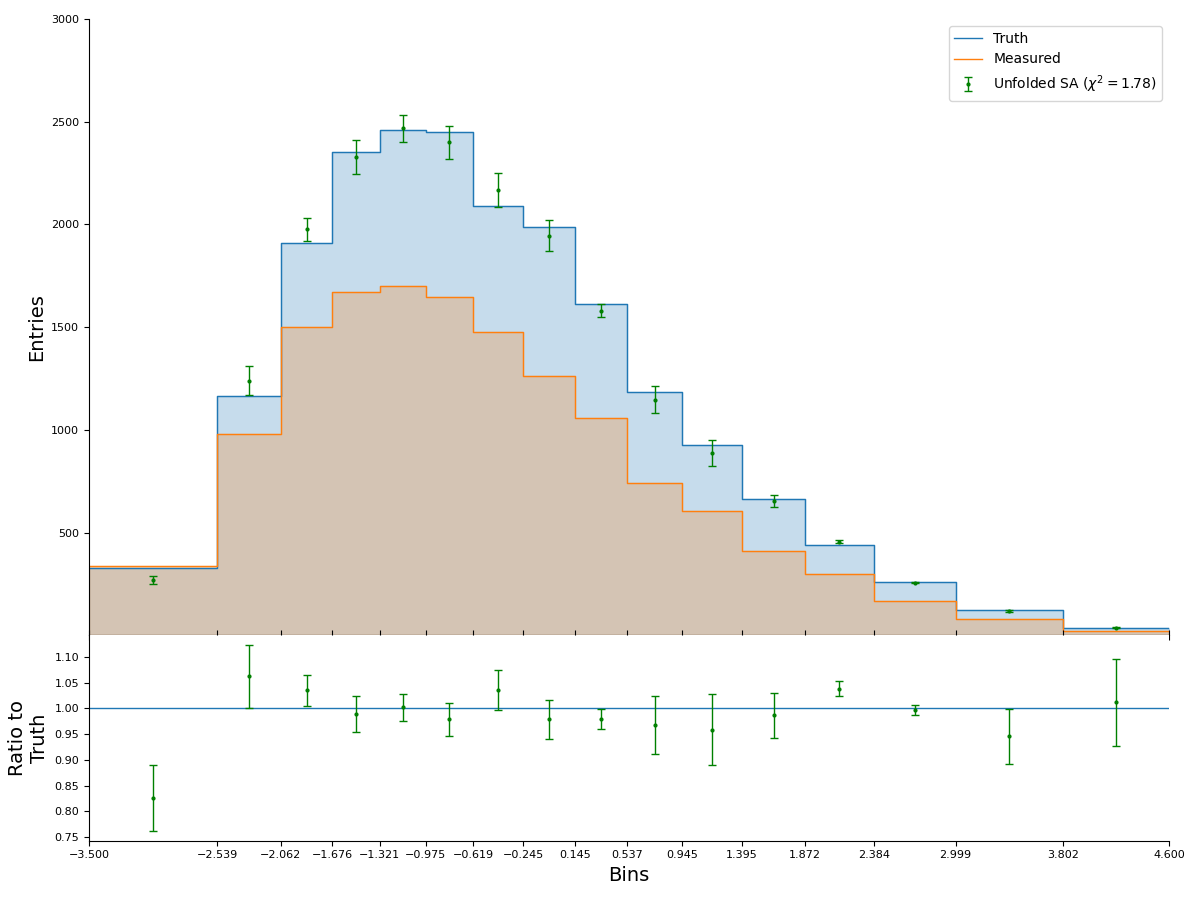 3000
2500
2000
1500
1000
500
Entries
Truth
Measured
Unfolded SA (χ² = 1.78)
1.10
1.05
1.00
0.95
0.90
0.85
0.80
0.75
Ratio to
Truth
−3.500 −2.539 −2.062 −1.676 −1.321 −0.975 −0.619 −0.245 0.145 0.537 0.945 1.395 1.872 2.384 2.999 3.802 4.600
Bins